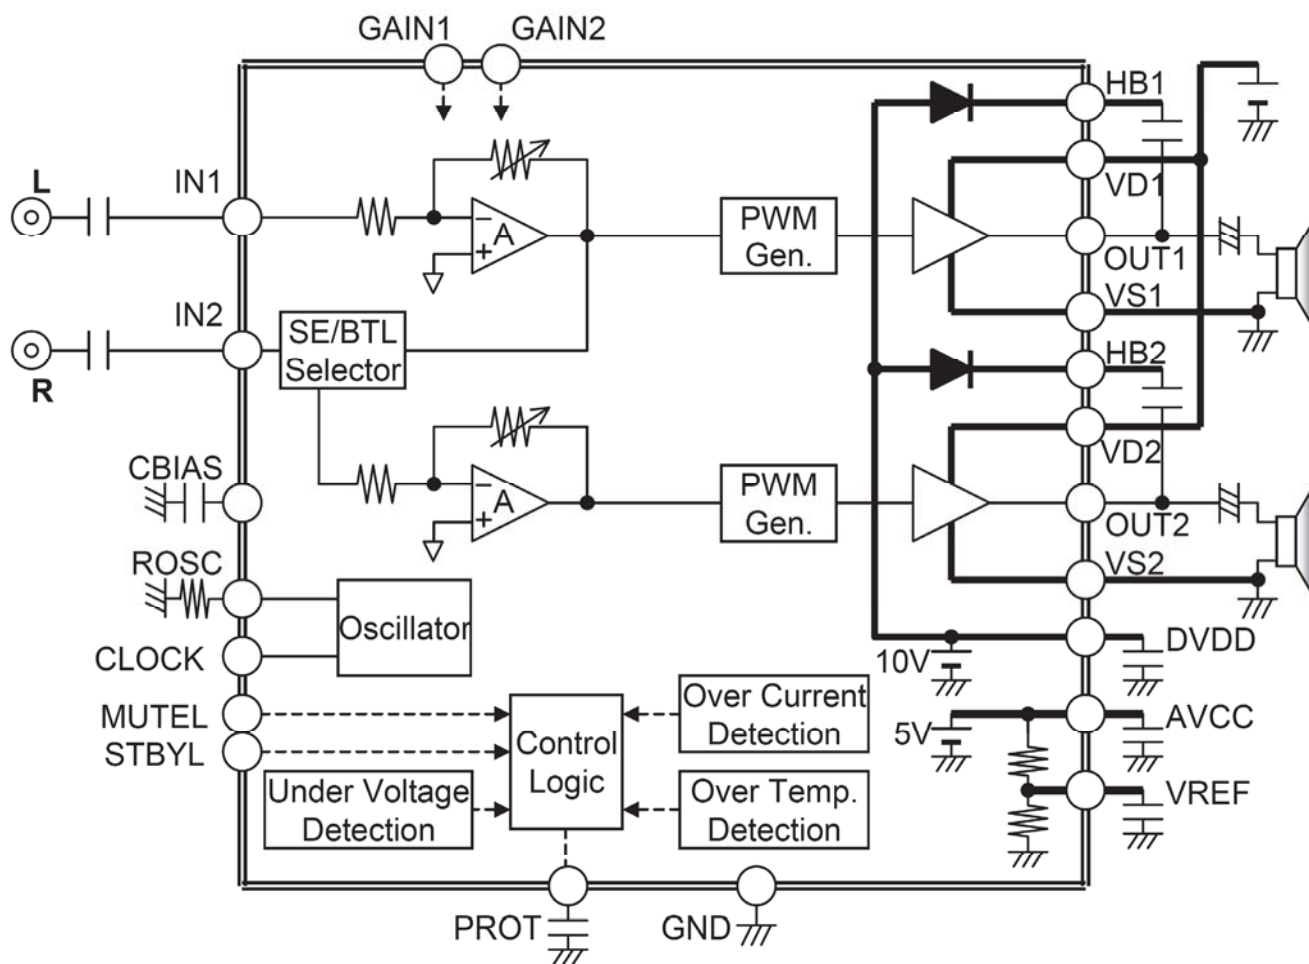 GAIN1
GAIN2
HB1
L
IN1
VD1
A
PWM
Gen.
OUT1
IN2
VS1
SE/BTL
Selector
HB2
R
VD2
CBIAS
A
PWM
Gen.
OUT2
ROSC
VS2
Oscillator
DVDD
CLOCK
10V
MUTEL
Over Current
Detection
AVCC
5V
STBYL
Control
Logic
Under Voltage
Detection
Over Temp.
Detection
VREF
PROT
GND